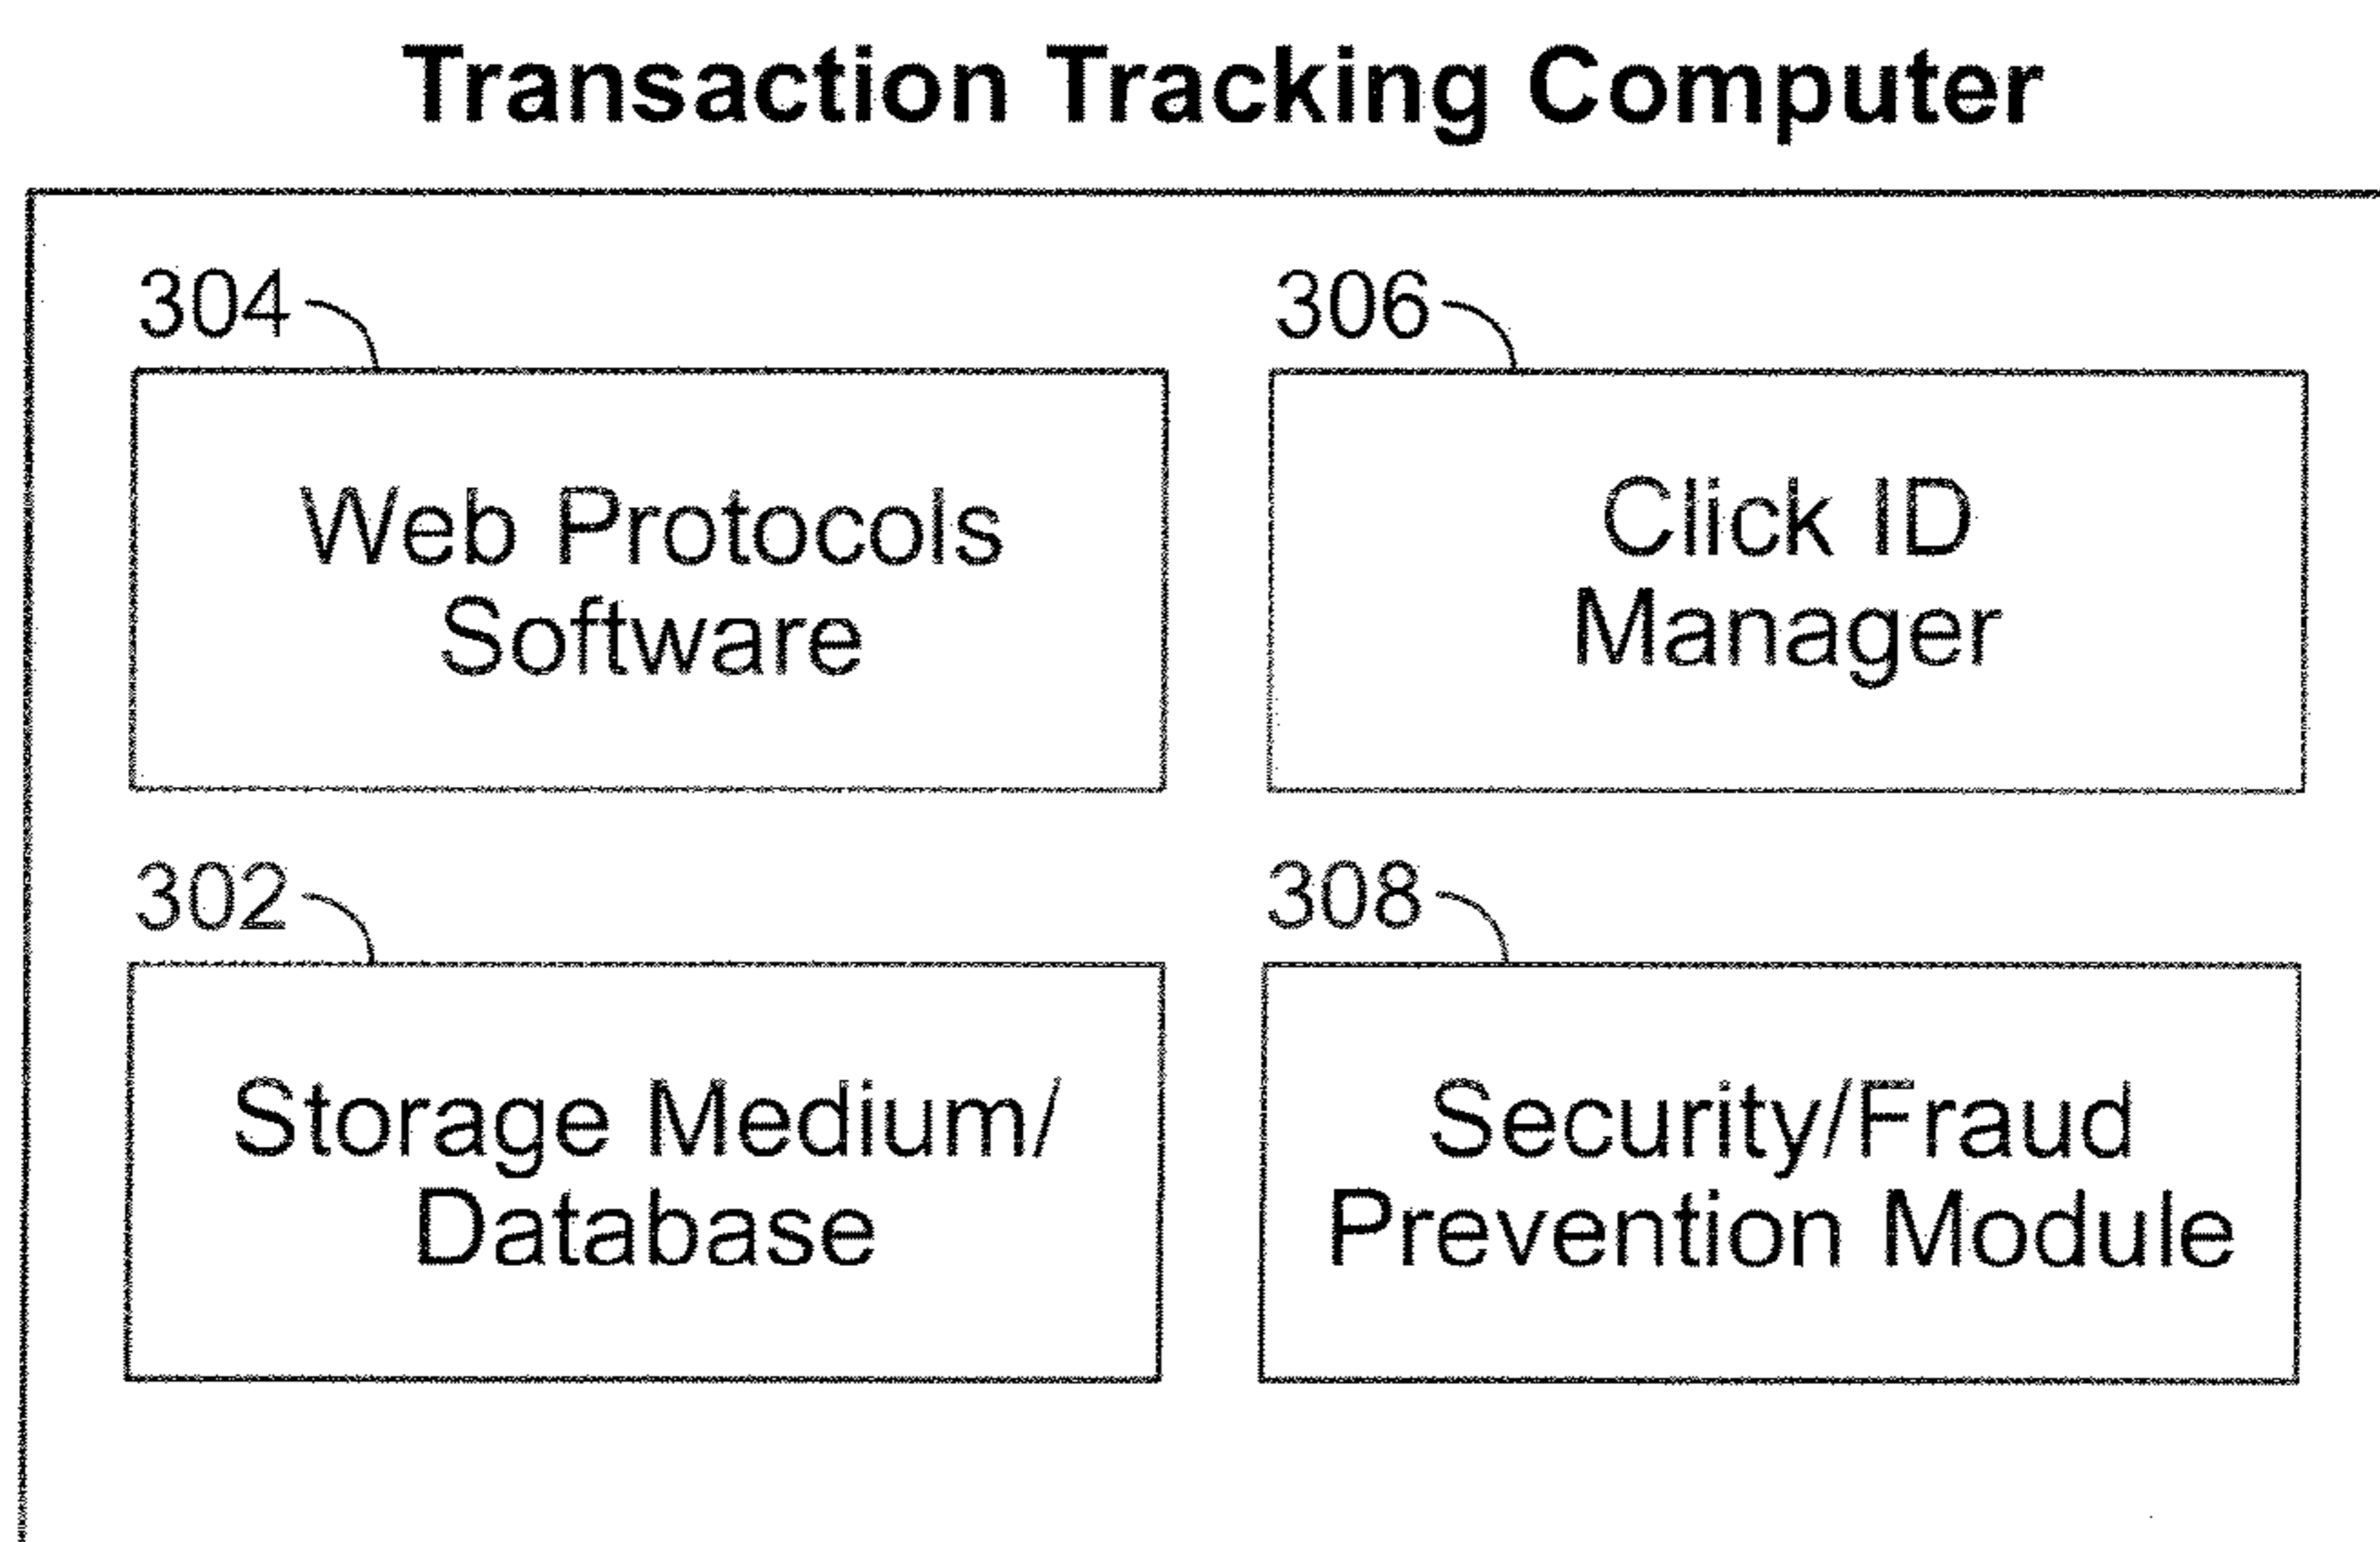 Transaction Tracking Computer
304
306
Web Protocols
Software
Click ID
Manager
302
308
Storage Medium/
Database
Security/Fraud
Prevention Module